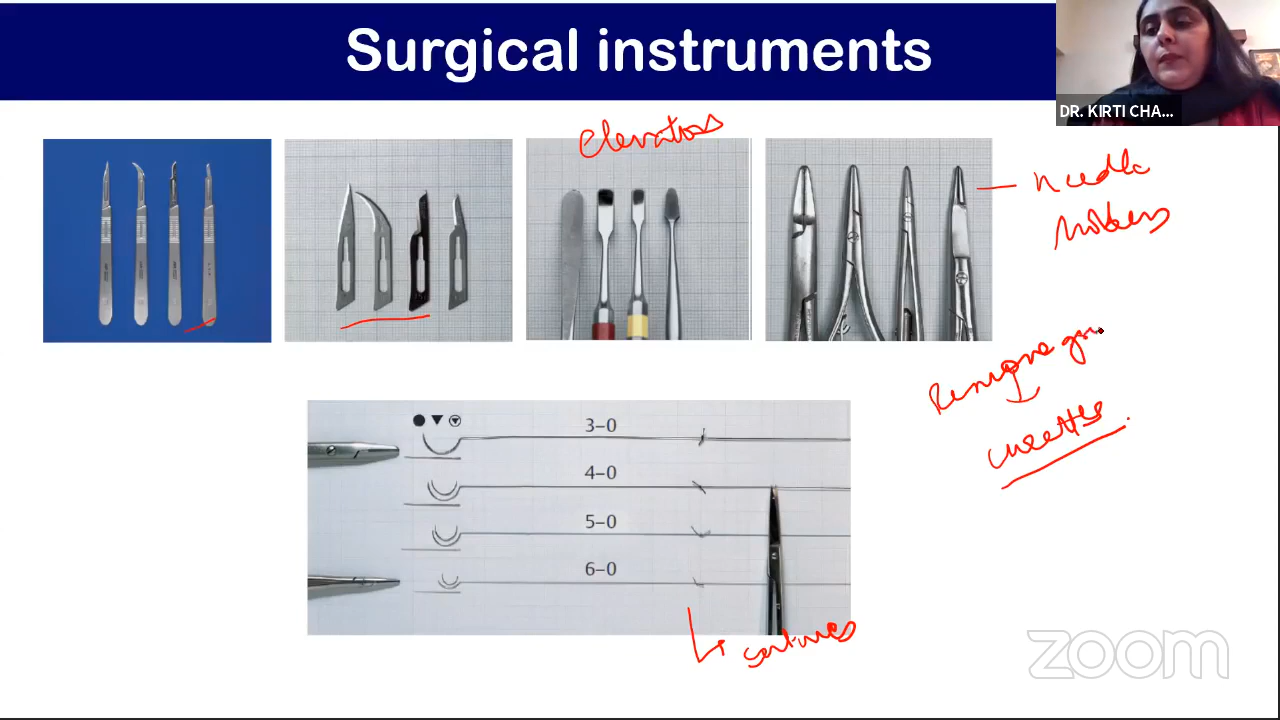 Surgical instruments
DR. KIRTI CHA...
elevators
needle
holders
3-0
4-0
5-0
6-0
Remove
curettes
sutures
zoom